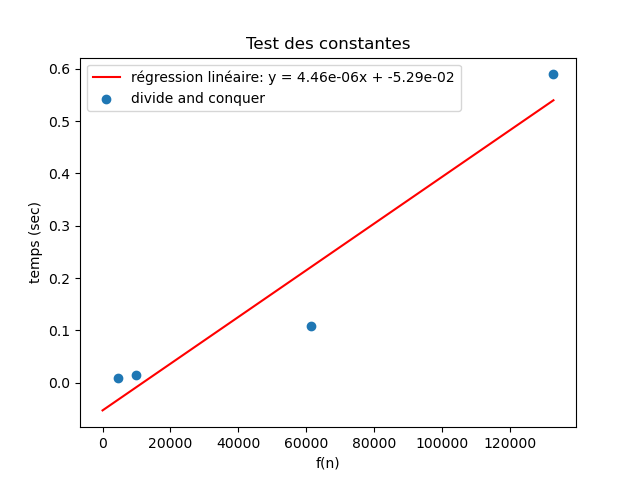 Test des constantes
régression linéaire: y = 4.46e-06x + -5.29e-02
divide and conquer
0.6
0.5
0.4
0.3
0.2
0.1
0.0
temps (sec)
0 20000 40000 60000 80000 100000 120000
f(n)